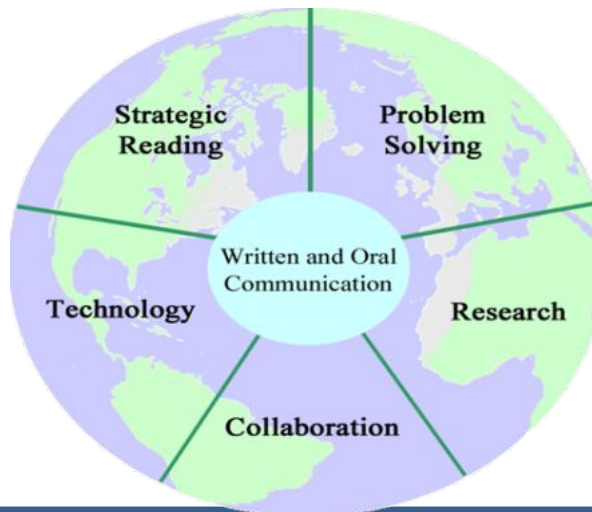 Strategic
Reading
Problem
Solving
Written and Oral
Communication
Technology
Research
Collaboration